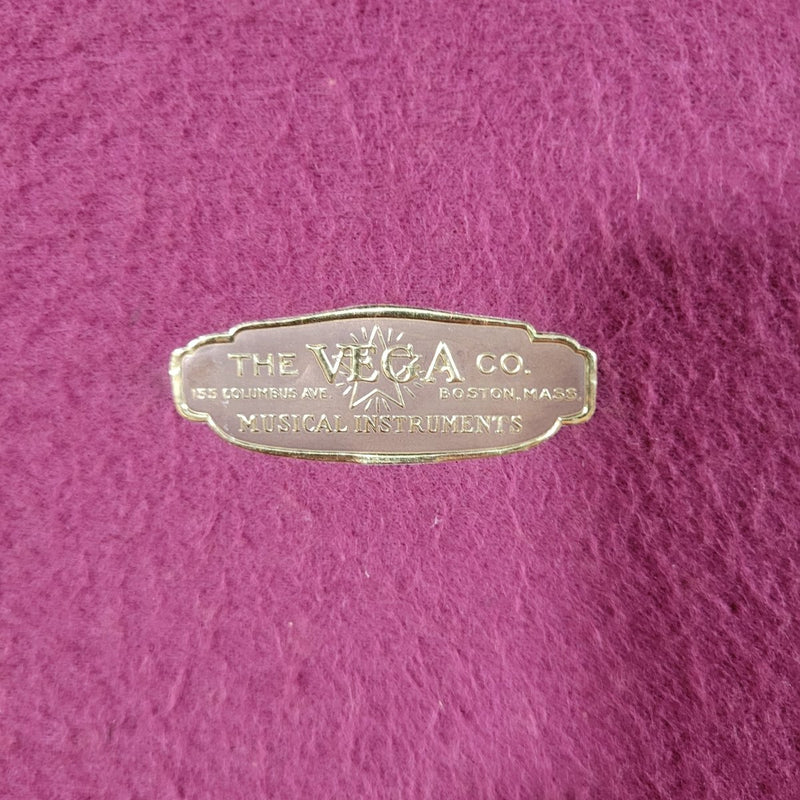 THE VEGA CO.
155 COLUMBUS AVE. BOSTON, MASS.
MUSICAL INSTRUMENTS